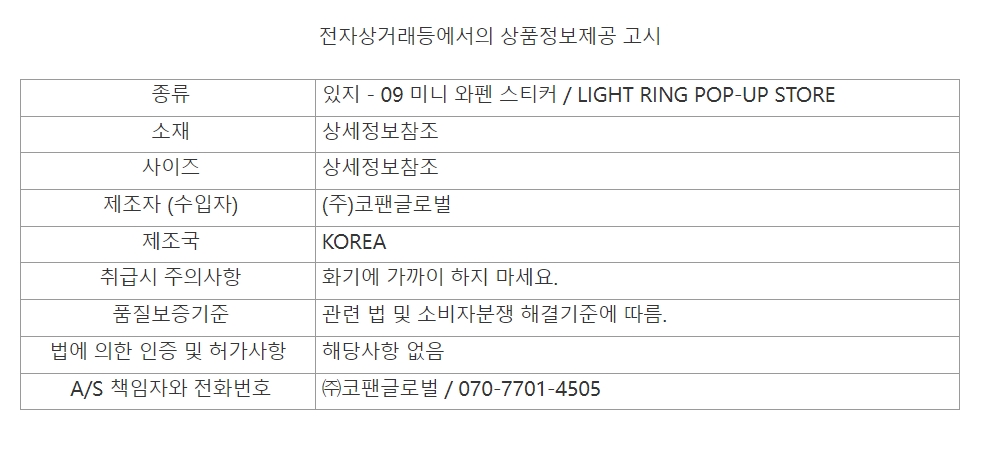 전자상거래등에서의 상품정보제공 고시
종류 있지 - 09 미니 와펜 스티커 / LIGHT RING POP-UP STORE
소재 상세정보참조
사이즈 상세정보참조
제조자 (수입자) (주)코팬글로벌
제조국 KOREA
취급시 주의사항 화기에 가까이 하지 마세요.
품질보증기준 관련 법 및 소비자분쟁 해결기준에 따름.
법에 의한 인증 및 허가사항 해당사항 없음
A/S 책임자와 전화번호 ㈜코팬글로벌 / 070-7701-4505